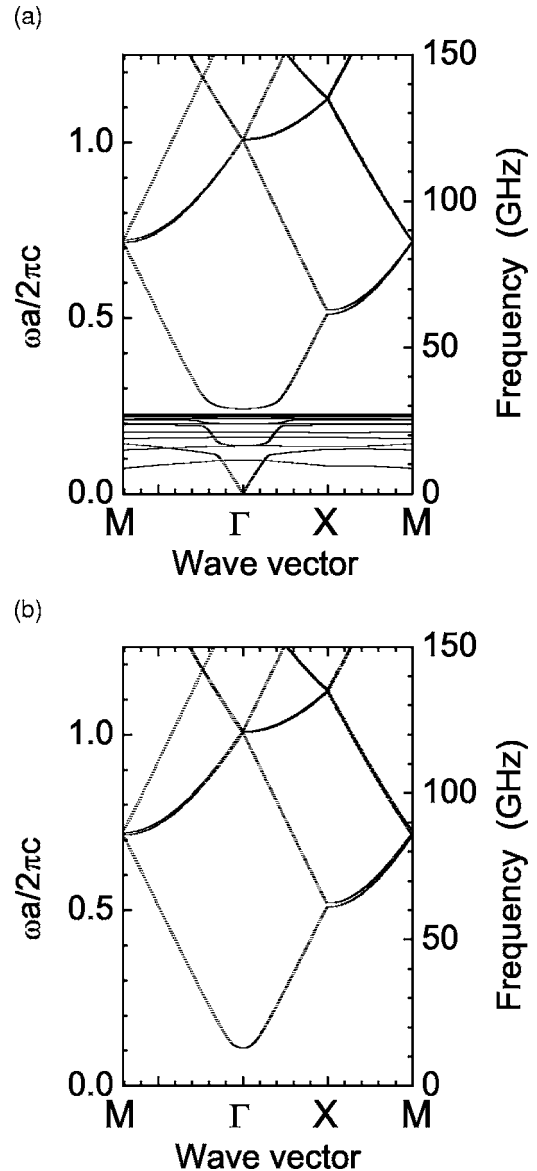 (a)
150
1.0
100
ωa/2πc
Frequency (GHz)
0.5
50
0.0
0
M Γ X M
Wave vector
(b)
150
1.0
100
ωa/2πc
Frequency (GHz)
0.5
50
0.0
0
M Γ X M
Wave vector